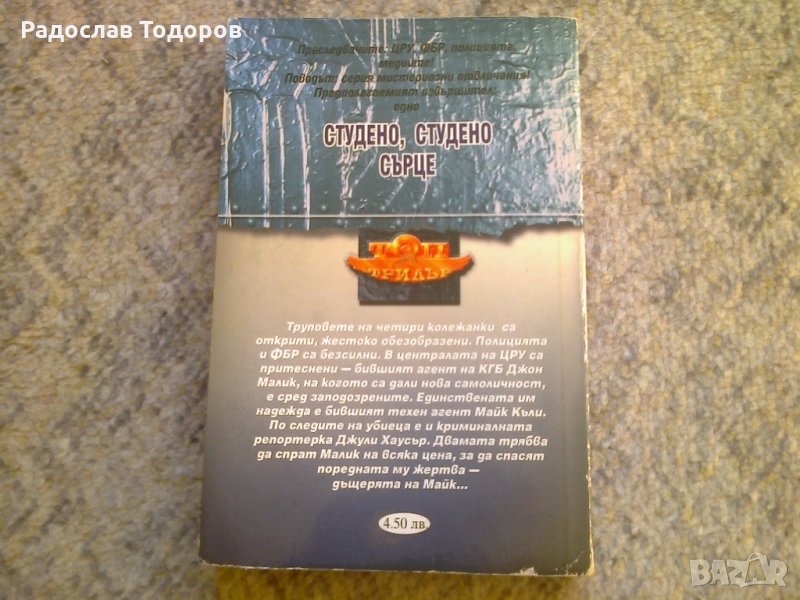 Радослав Тодоров
Преследвачите: ЦРУ, ФБР, полицията,
медиите!
Поводът: серия мистериозни отвличания!
Предполагаемият извършител:
едно
СТУДЕНО, СТУДЕНО
СЪРЦЕ
ТОП
ТРИЛЪР
Труповете на четири колежанки са
открити, жестоко обезобразени. Полицията
и ФБР са безсилни. В централата на ЦРУ са
притеснени — бившият агент на КГБ Джон
Малик, на когото са дали нова самоличност,
е сред заподозрените. Единствената им
надежда е бившият техен агент Майк Къли.
По следите на убиеца е и криминалната
репортерка Джули Хаусър. Двамата трябва
да спрат Малик на всяка цена, за да спасят
поредната му жертва —
дъщерята на Майк...
4.50 лв.
BAZAR